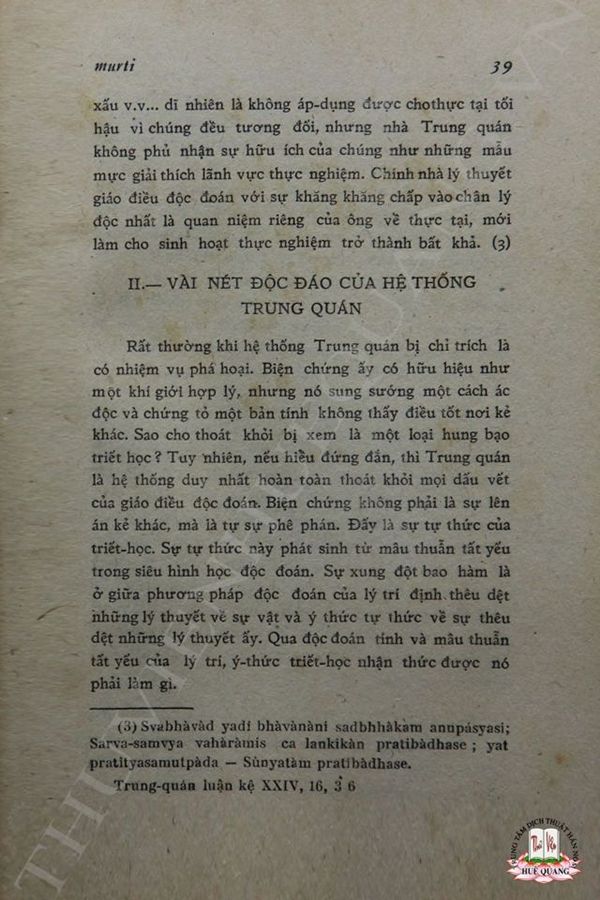 murti 39
xấu v.v... dĩ nhiên là không áp-dụng được chothực tại tối
hậu vì chúng đều tương đối, nhưng nhà Trung quán
không phủ nhận sự hữu ích của chúng như những mẫu
mực giải thích lãnh vực thực nghiệm. Chính nhà lý thuyết
giáo điều độc đoán với sự khăng khăng chấp vào chân lý
độc nhất là quan niệm riêng của ông về thực tại, mới
làm cho sinh hoạt thực nghiệm trở thành bất khả. (3)
II.— VÀI NÉT ĐỘC ĐÁO CỦA HỆ THỐNG
TRUNG QUÁN
Rất thường khi hệ thống Trung quán bị chỉ trích là
có nhiệm vụ phá hoại. Biện chứng ấy có hữu hiệu như
một khí giới hợp lý, nhưng nó sung sướng một cách ác
độc và chứng tỏ một bản tính không thấy điều tốt nơi kẻ
khác. Sao cho thoát khỏi bị xem là một loại hung bạo
triết học ? Tuy nhiên, nếu hiểu đứng đắn, thì Trung quán
là hệ thống duy nhất hoàn toàn thoát khỏi mọi dấu vết
của giáo điều độc đoán. Biện chứng không phải là sự lên
án kẻ khác, mà là tự sự phê phán. Đấy là sự tự thức của
triết-học. Sự tự thức này phát sinh từ mâu thuẫn tất yếu
trong siêu hình học độc đoán. Sự xung đột bao hàm là
ở giữa phương pháp độc đoán của lý trí định thêu dệt
những lý thuyết về sự vật và ý thức tự thức về sự thêu
dệt những lý thuyết ấy. Qua độc đoán tính và mâu thuẫn
tất yếu của lý trí, ý-thức triết-học nhận thức được nó
phải làm gì.
(3) Svabhàvàd yadi bhàvànàni sadbhhàkam anupásyasi;
Sarva-samvya vahàràmis ca lankikàn pratibàdhase ; yat
pratityasamutpàda — Sùnyatàm pratibàdhase.
Trung-quán luận kệ XXIV, 16, 3 6
TRUNG TÂM DỊCH THUẬT HÁN NÔM
Thư Viện
HUỆ QUANG